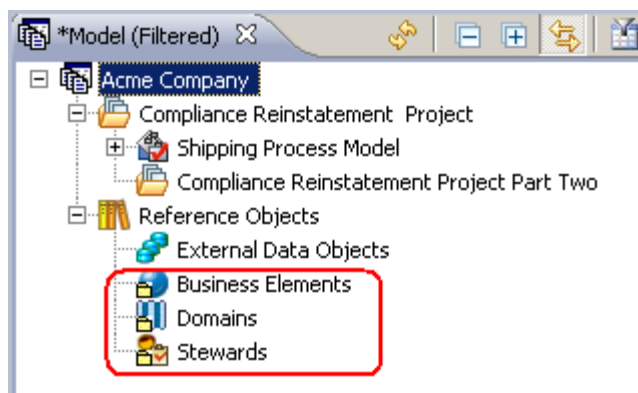 *Model (Filtered)
Acme Company
Compliance Reinstatement Project
Shipping Process Model
Compliance Reinstatement Project Part Two
Reference Objects
External Data Objects
Business Elements
Domains
Stewards